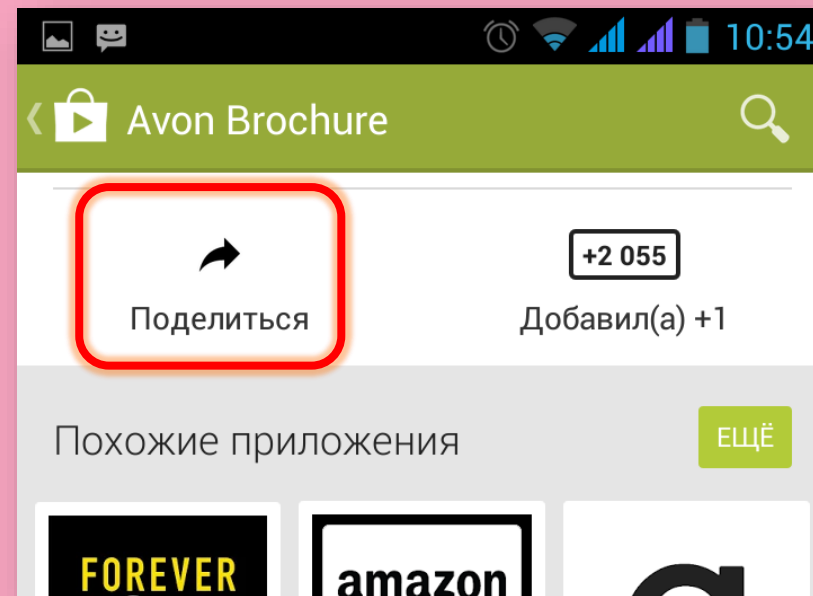 10:54
Avon Brochure
+2 055
Поделиться
Добавил(а) +1
Похожие приложения
ЕЩЁ
FOREVER
amazon